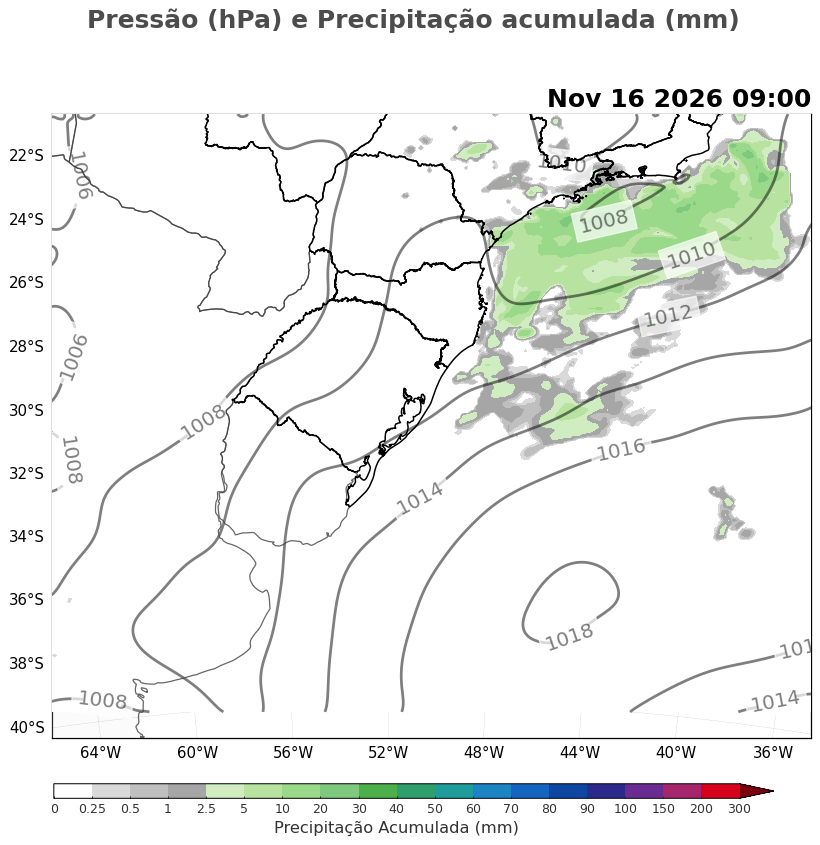 Pressão (hPa) e Precipitação acumulada (mm)
Nov 16 2026 09:00
22°S
24°S
26°S
28°S
30°S
32°S
34°S
36°S
38°S
40°S
1006
1010
1008
1010
1012
1006
1008
1008
1016
1014
1018
1014
1008
64°W 60°W 56°W 52°W 48°W 44°W 40°W 36°W
0 0.25 0.5 1 2.5 5 10 20 30 40 50 60 70 80 90 100 150 200 300
Precipitação Acumulada (mm)